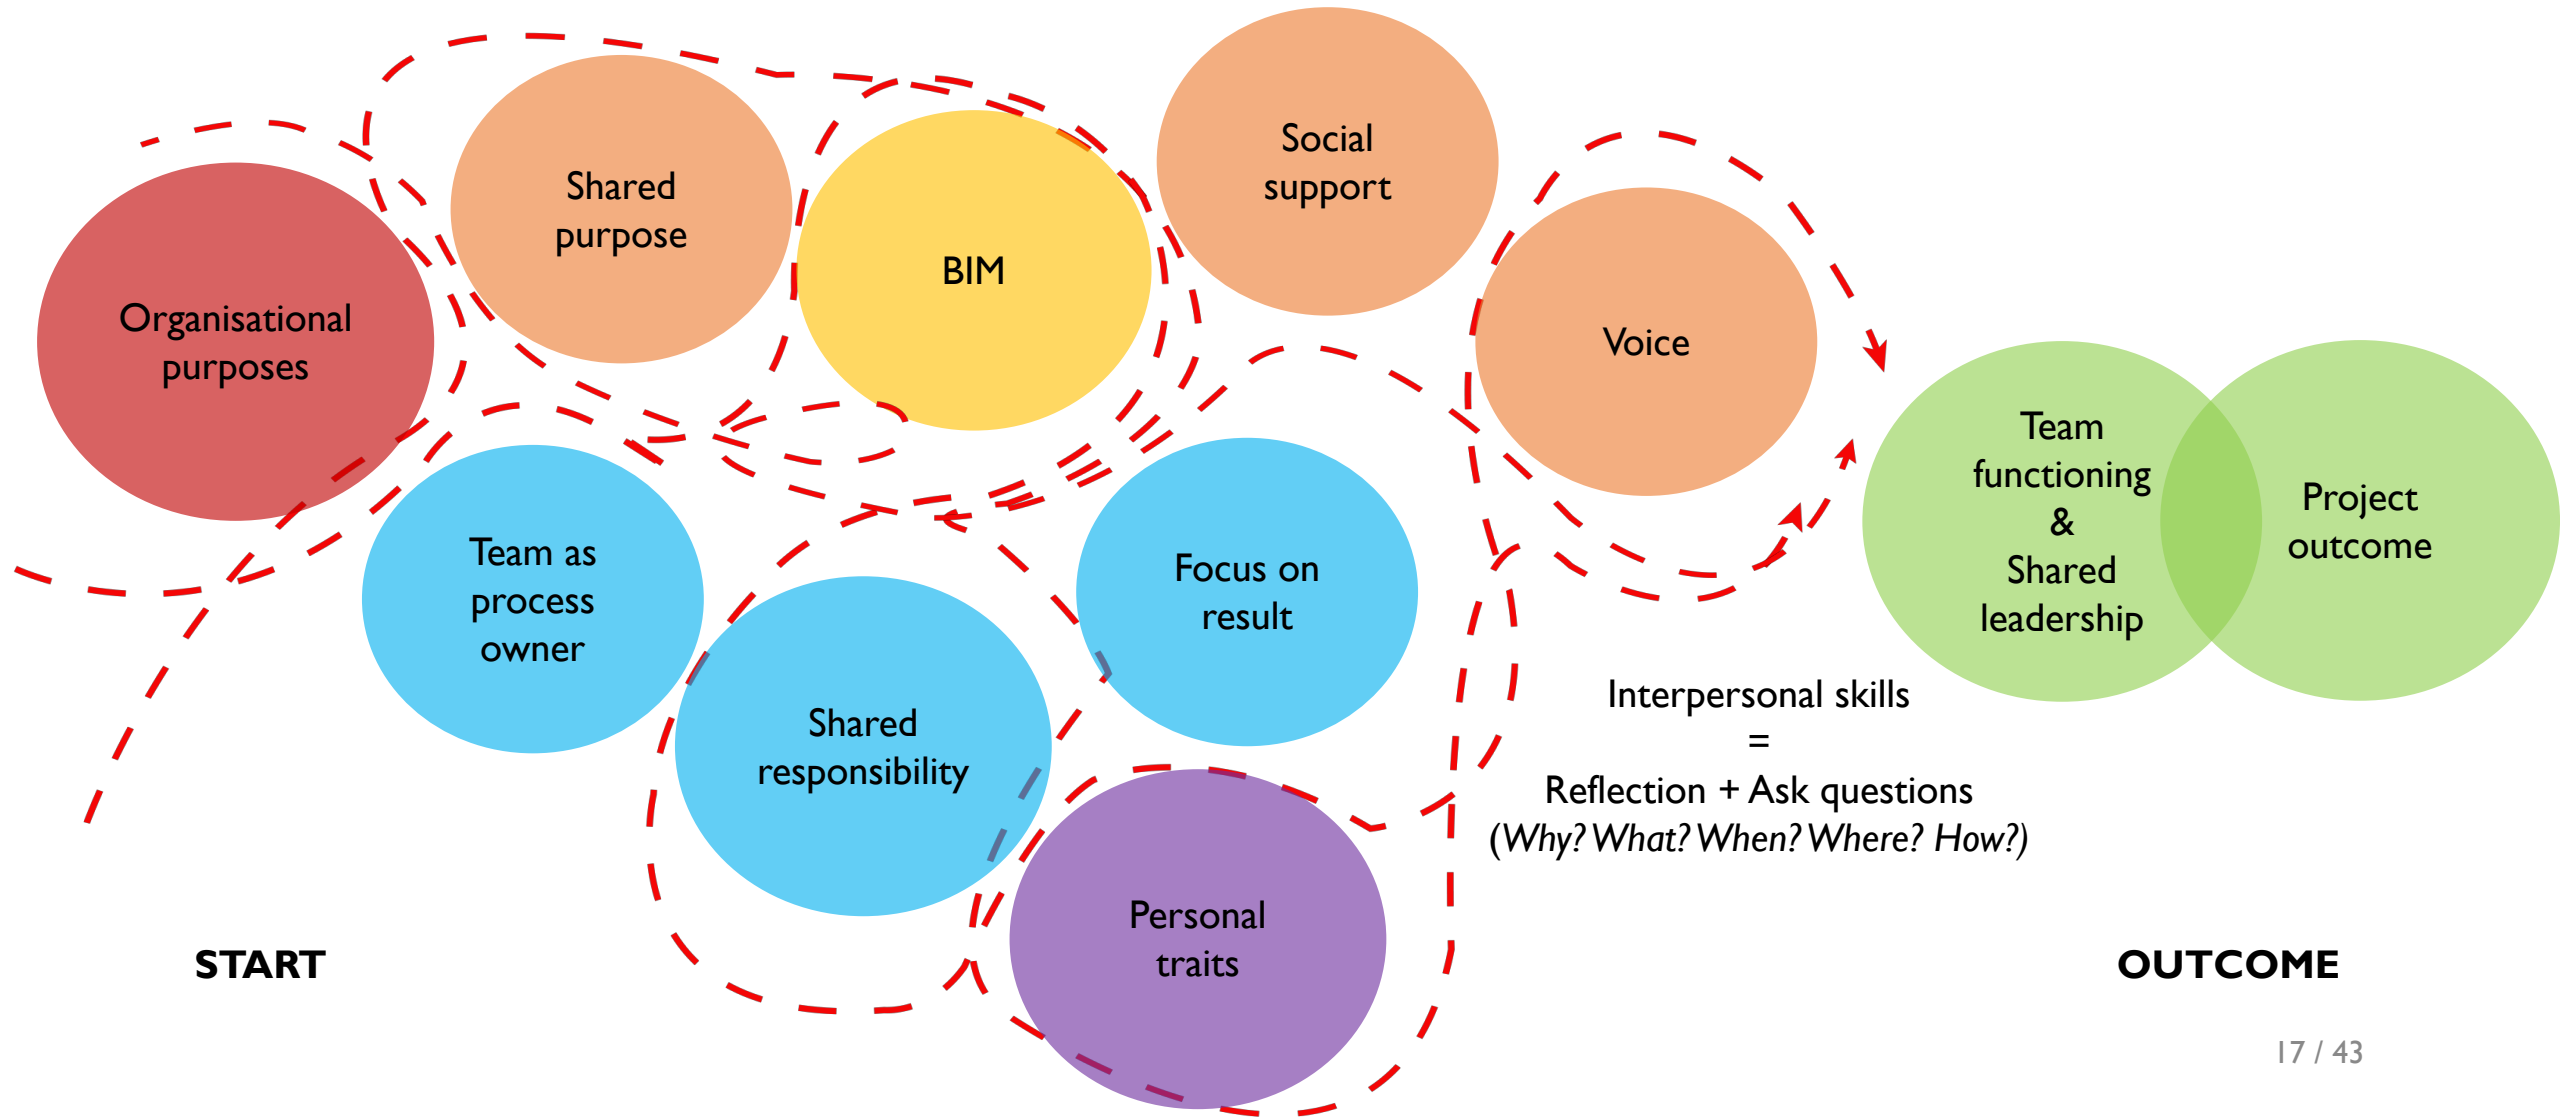 Organisational
purposes
Shared
purpose
BIM
Social
support
Voice
Team as
process
owner
Shared
responsibility
Focus on
result
Personal
traits
Team
functioning
&
Shared
leadership
Project
outcome
Interpersonal skills
=
Reflection + Ask questions
(Why? What? When? Where? How?)
START
OUTCOME
17 / 43